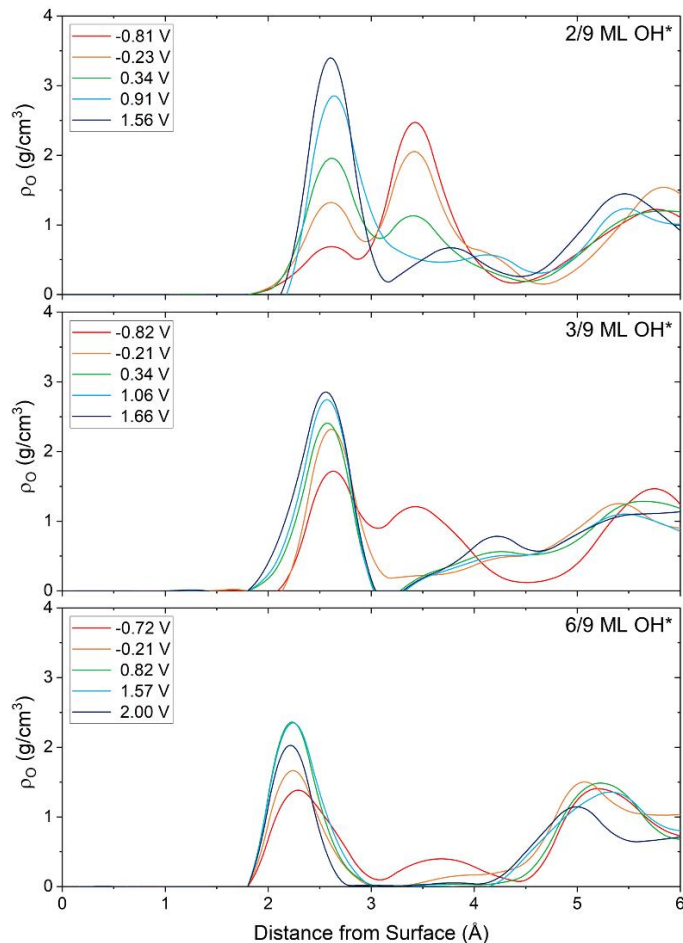 2/9 ML OH*
-0.81 V
-0.23 V
0.34 V
0.91 V
1.56 V
4
3
2
1
0
ρO (g/cm³)
3/9 ML OH*
-0.82 V
-0.21 V
0.34 V
1.06 V
1.66 V
4
3
2
1
0
ρO (g/cm³)
6/9 ML OH*
-0.72 V
-0.21 V
0.82 V
1.57 V
2.00 V
4
3
2
1
0
ρO (g/cm³)
0 1 2 3 4 5 6
Distance from Surface (Å)